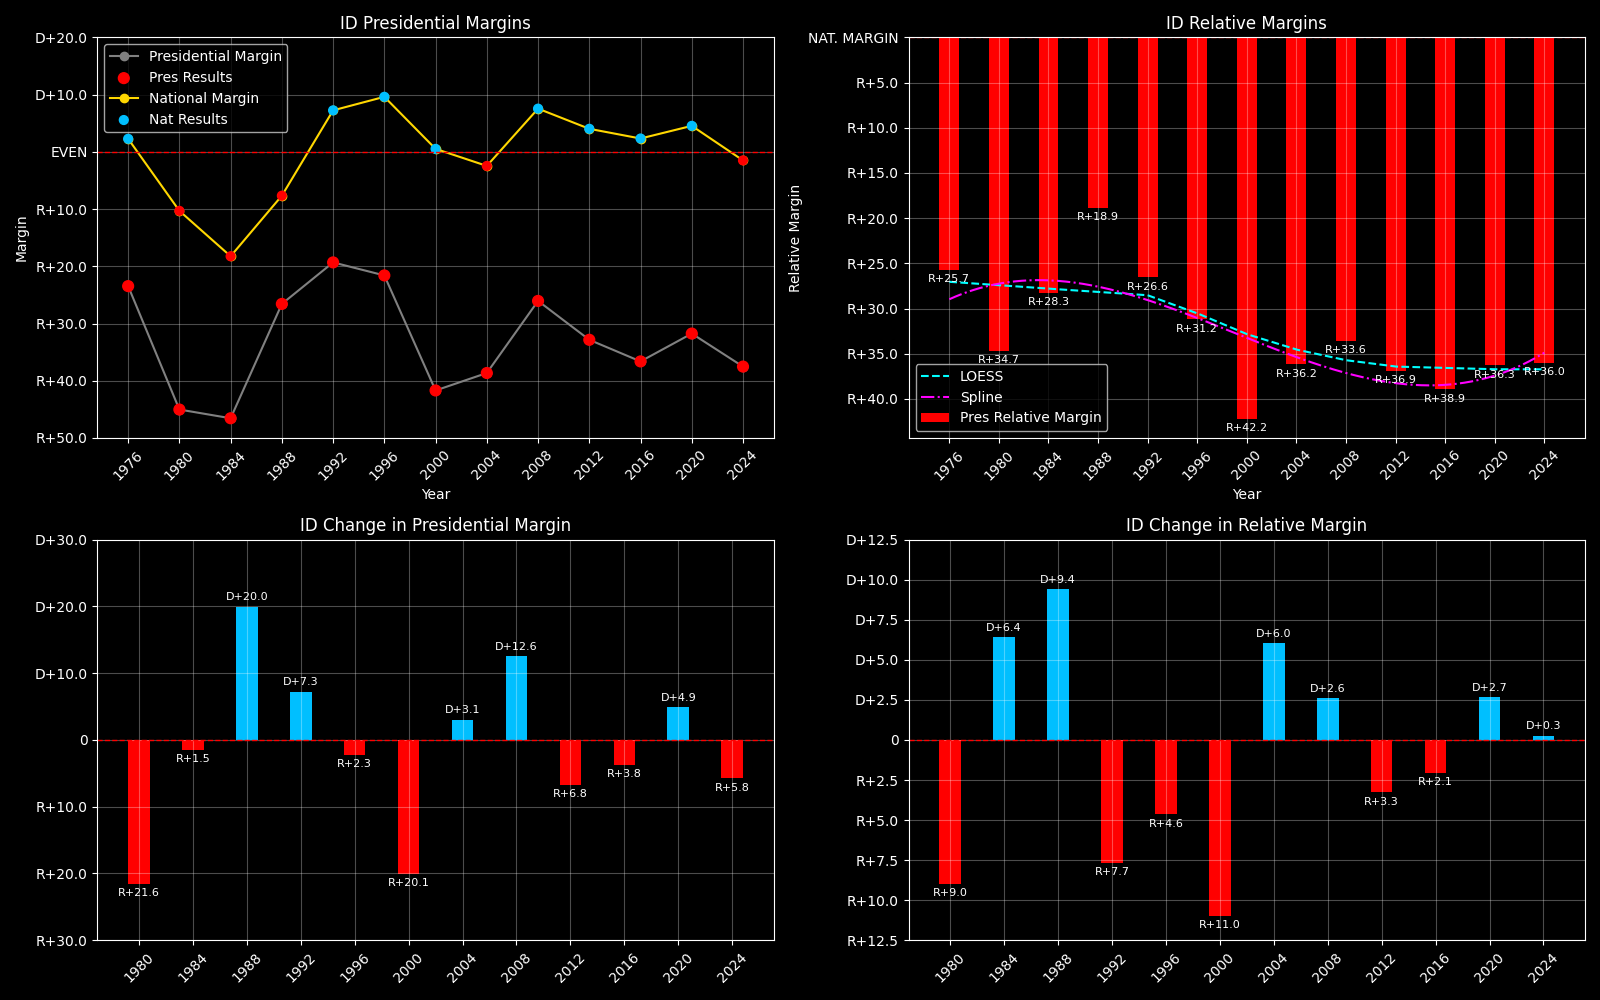 ID Presidential Margins
D+20.0
D+10.0
EVEN
R+10.0
R+20.0
R+30.0
R+40.0
R+50.0
Margin
Presidential Margin
Pres Results
National Margin
Nat Results
1976 1980 1984 1988 1992 1996 2000 2004 2008 2012 2016 2020 2024
Year
ID Relative Margins
NAT. MARGIN
R+5.0
R+10.0
R+15.0
R+20.0
R+25.0
R+30.0
R+35.0
R+40.0
Relative Margin
R+25.7
R+34.7
R+28.3
R+18.9
R+26.6
R+31.2
R+42.2
R+36.2
R+33.6
R+36.9
R+38.9
R+36.3
R+36.0
LOESS
Spline
Pres Relative Margin
1976 1980 1984 1988 1992 1996 2000 2004 2008 2012 2016 2020 2024
Year
ID Change in Presidential Margin
D+30.0
D+20.0
D+10.0
0
R+10.0
R+20.0
R+30.0
R+21.6
R+1.5
D+20.0
D+7.3
R+2.3
R+20.1
D+3.1
D+12.6
R+6.8
R+3.8
D+4.9
R+5.8
1980 1984 1988 1992 1996 2000 2004 2008 2012 2016 2020 2024
ID Change in Relative Margin
D+12.5
D+10.0
D+7.5
D+5.0
D+2.5
0
R+2.5
R+5.0
R+7.5
R+10.0
R+12.5
R+9.0
D+6.4
D+9.4
R+7.7
R+4.6
R+11.0
D+6.0
D+2.6
R+3.3
R+2.1
D+2.7
D+0.3
1980 1984 1988 1992 1996 2000 2004 2008 2012 2016 2020 2024